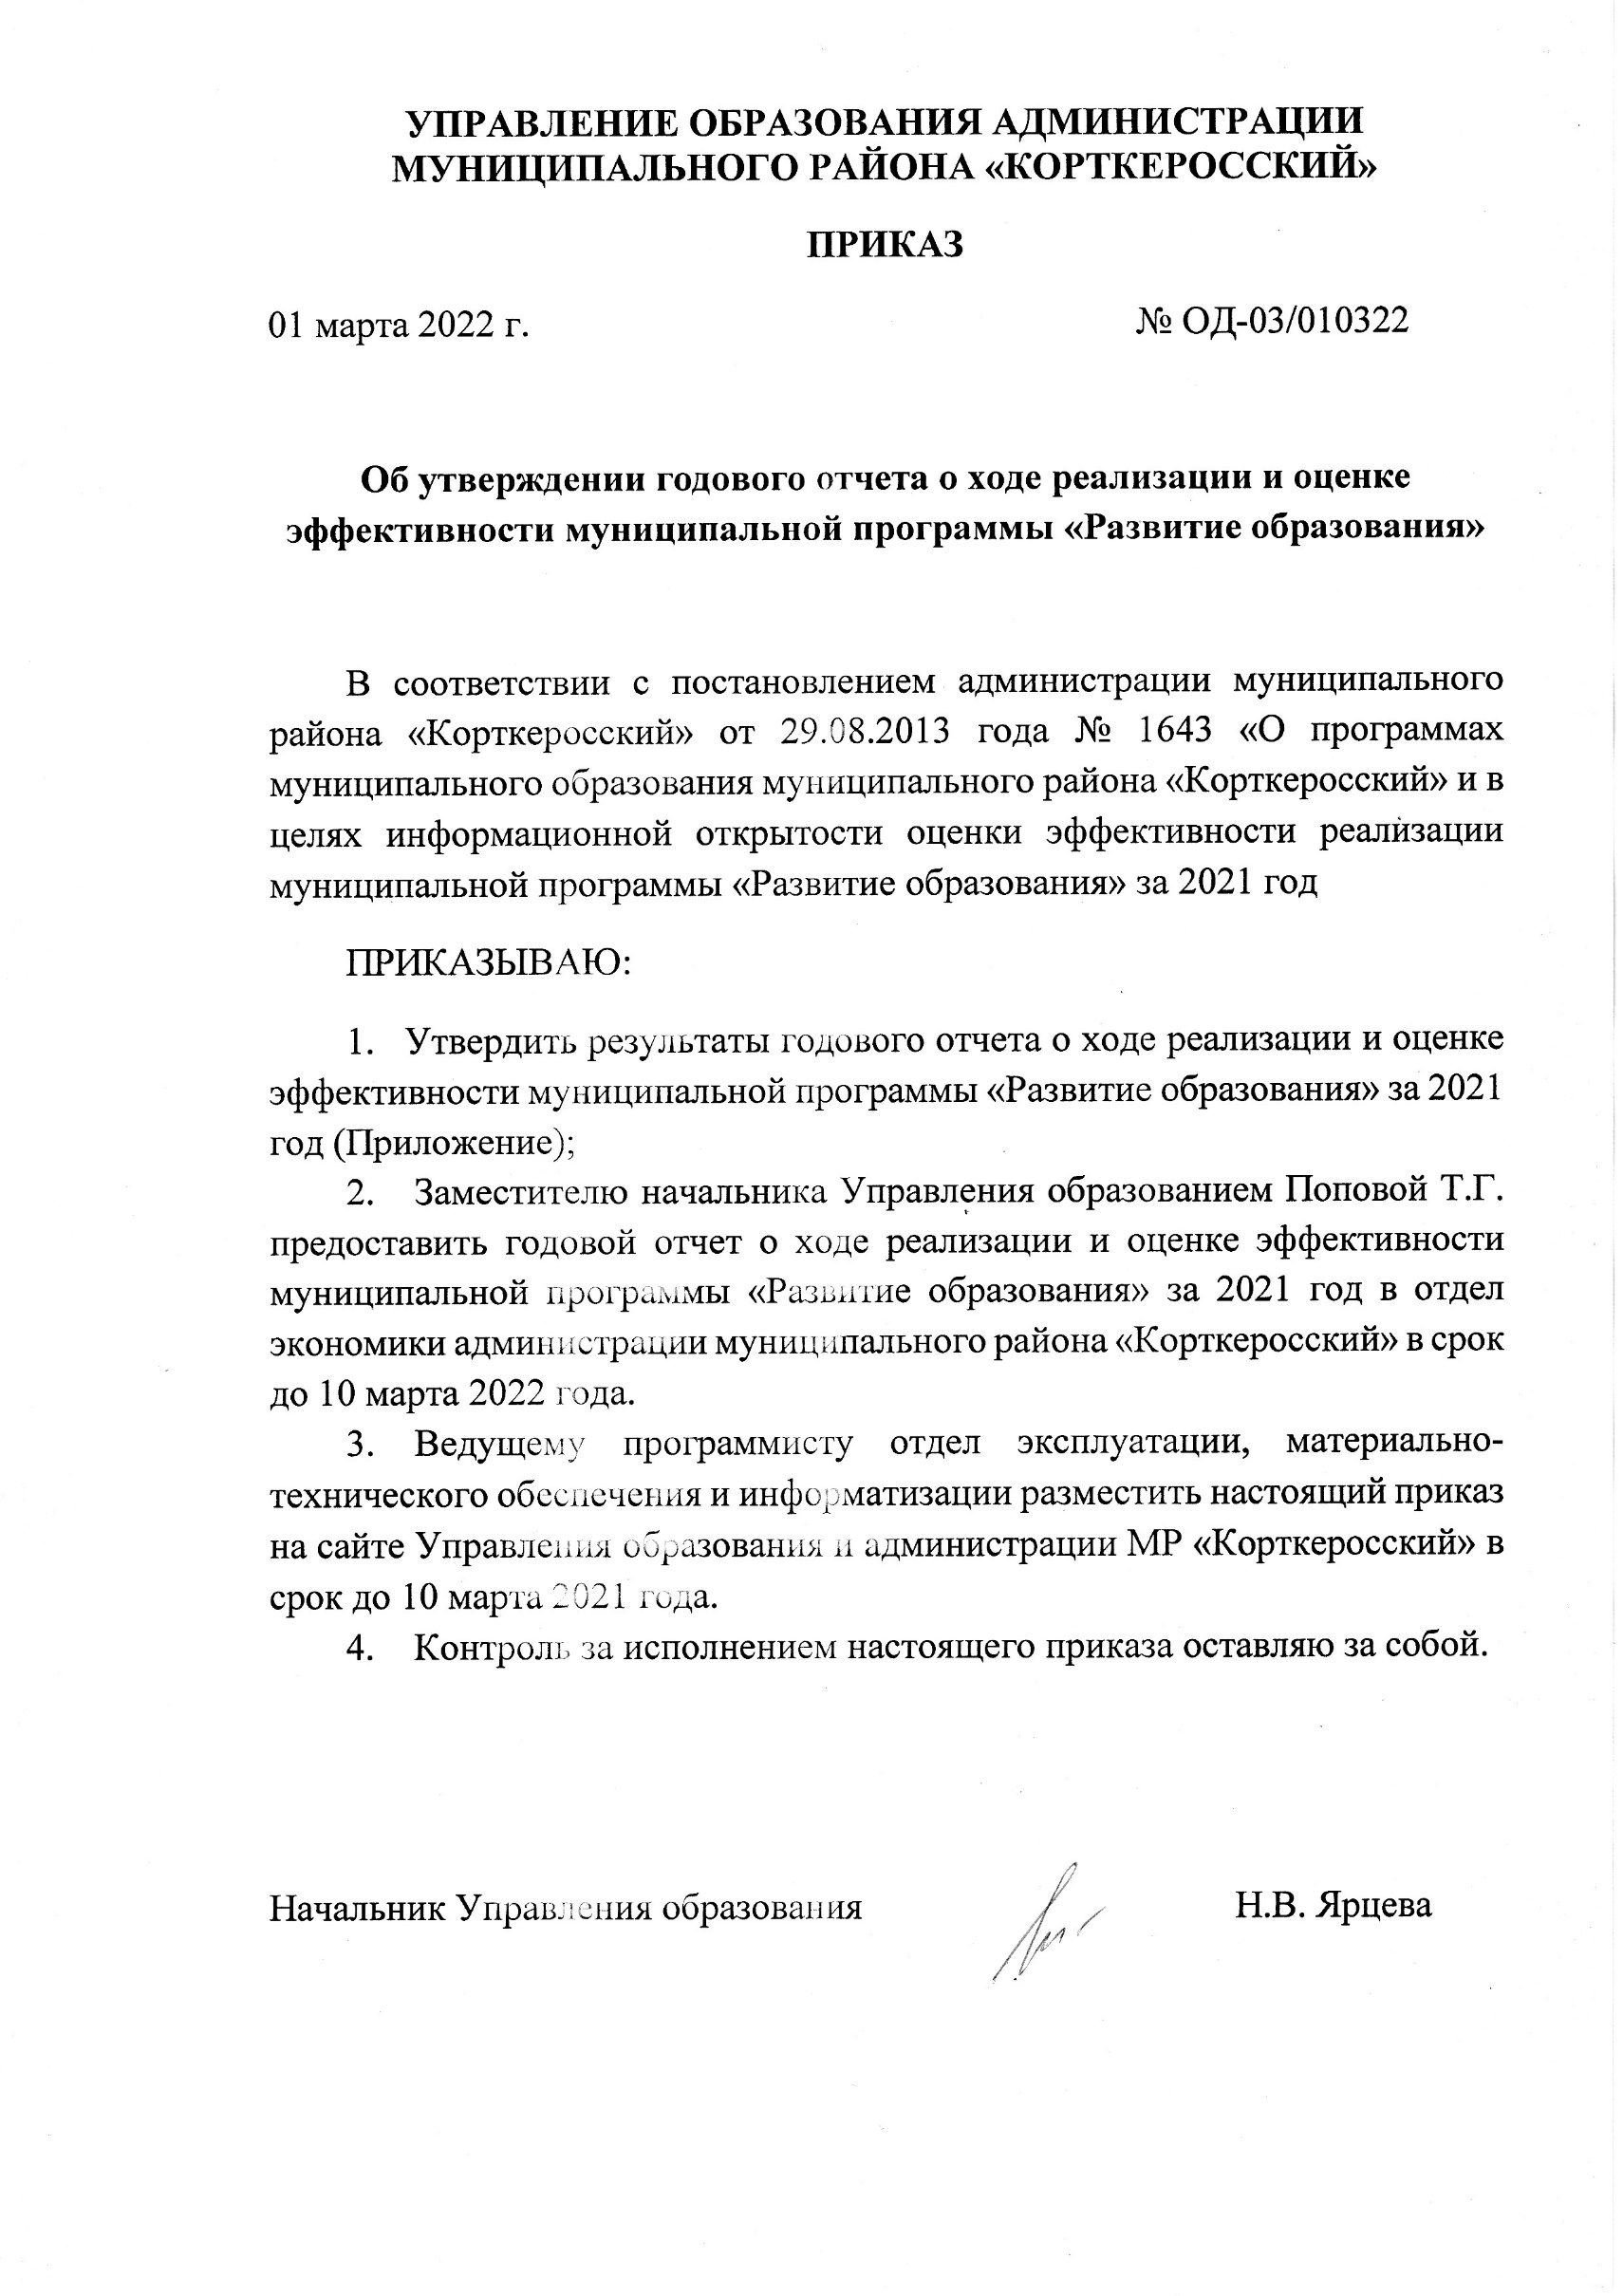 УПРАВЛЕНИЕ ОБРАЗОВАНИЯ АДМИНИСТРАЦИИ
МУНИЦИПАЛЬНОГО РАЙОНА «КОРТКЕРОССКИЙ»
ПРИКАЗ
01 марта 2022 г. № ОД-03/010322
Об утверждении годового отчета о ходе реализации и оценке
эффективности муниципальной программы «Развитие образования»
В соответствии с постановлением администрации муниципального
района «Корткеросский» от 29.08.2013 года № 1643 «О программах
муниципального образования муниципального района «Корткеросский» и в
целях информационной открытости оценки эффективности реализации
муниципальной программы «Развитие образования» за 2021 год
ПРИКАЗЫВАЮ:
1. Утвердить результаты годового отчета о ходе реализации и оценке
эффективности муниципальной программы «Развитие образования» за 2021
год (Приложение);
2. Заместителю начальника Управления образованием Поповой Т.Г.
предоставить годовой отчет о ходе реализации и оценке эффективности
муниципальной программы «Развитие образования» за 2021 год в отдел
экономики администрации муниципального района «Корткеросский» в срок
до 10 марта 2022 года.
3. Ведущему программисту отдел эксплуатации, материально-
технического обеспечения и информатизации разместить настоящий приказ
на сайте Управления образования и администрации МР «Корткеросский» в
срок до 10 марта 2021 года.
4. Контроль за исполнением настоящего приказа оставляю за собой.
Начальник Управления образования Н.В. Ярцева